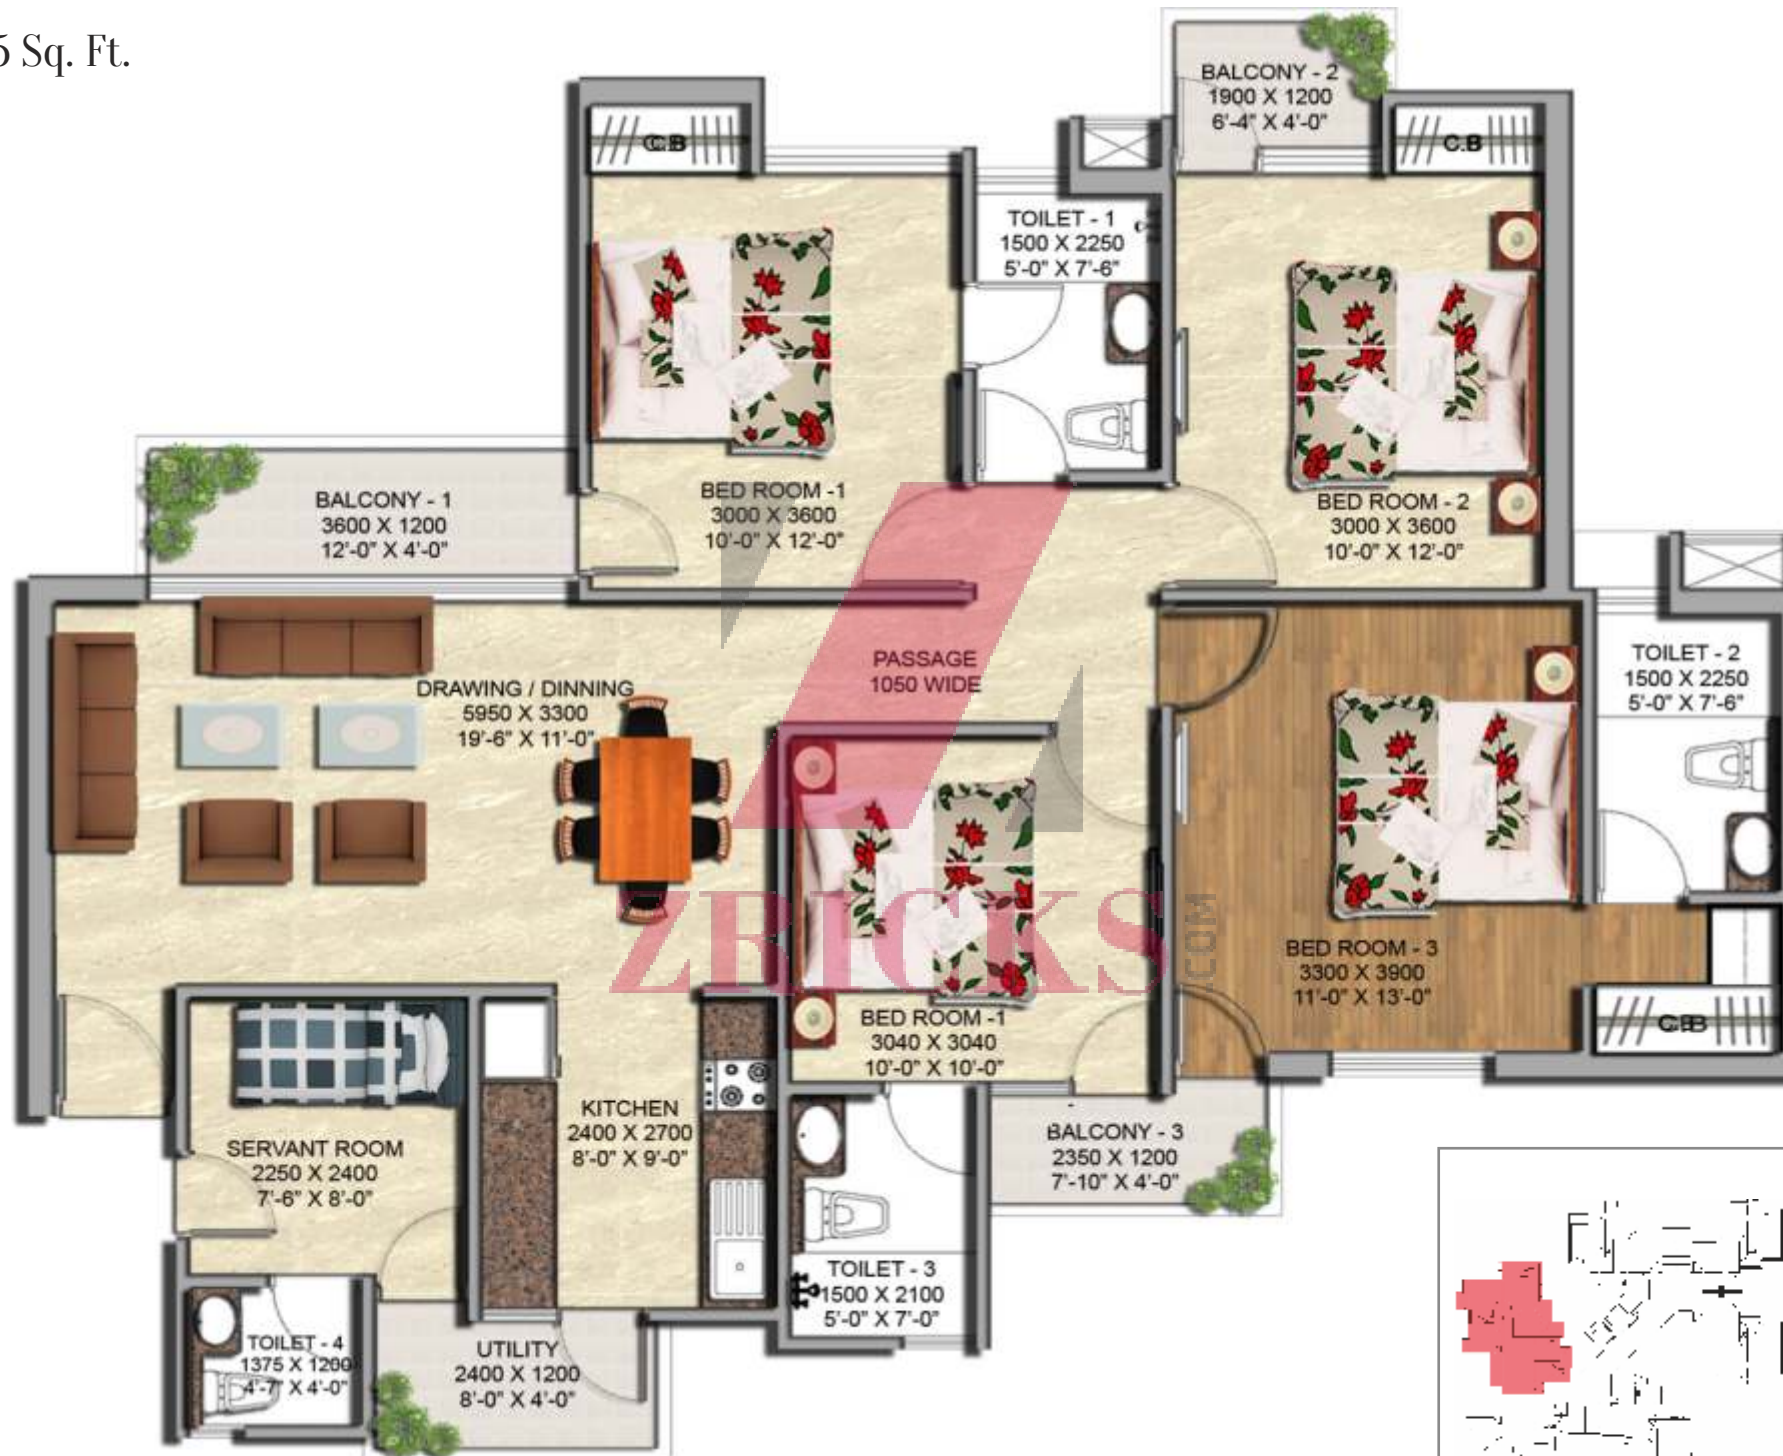 Sq. Ft.
BALCONY - 2
1900 X 1200
6'-4" X 4'-0"
C.B
C.B
TOILET - 1
1500 X 2250
5'-0" X 7'-6"
BED ROOM -1
3000 X 3600
10'-0" X 12'-0"
BED ROOM - 2
3000 X 3600
10'-0" X 12'-0"
BALCONY - 1
3600 X 1200
12'-0" X 4'-0"
PASSAGE
1050 WIDE
TOILET - 2
1500 X 2250
5'-0" X 7'-6"
DRAWING / DINNING
5950 X 3300
19'-6" X 11'-0"
ZRICKS
.COM
BED ROOM - 3
3300 X 3900
11'-0" X 13'-0"
C.B
BED ROOM -1
3040 X 3040
10'-0" X 10'-0"
KITCHEN
2400 X 2700
8'-0" X 9'-0"
SERVANT ROOM
2250 X 2400
7'-6" X 8'-0"
BALCONY - 3
2350 X 1200
7'-10" X 4'-0"
TOILET - 3
1500 X 2100
5'-0" X 7'-0"
TOILET - 4
1375 X 1200
4'-7" X 4'-0"
UTILITY
2400 X 1200
8'-0" X 4'-0"